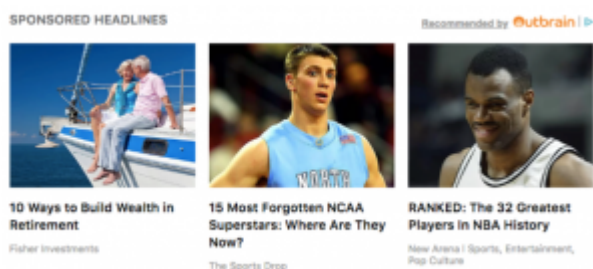 SPONSORED HEADLINES
Recommended by Outbrain
NORTH
10 Ways to Build Wealth in
Retirement
Fisher Investments
15 Most Forgotten NCAA
Superstars: Where Are They
Now?
The Sports Drop
RANKED: The 32 Greatest
Players In NBA History
New Arena | Sports, Entertainment,
Pop Culture